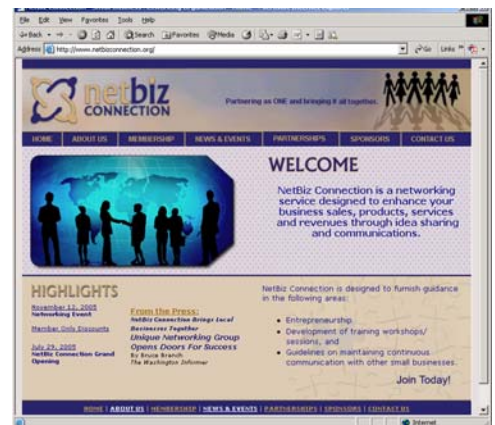 File Edit View Favorites Tools Help
Back Search Favorites Media
Address http://www.netbizconnection.org/ Go Links
netbiz
CONNECTION
Partnering as ONE and bringing it all together.
HOME ABOUT US MEMBERSHIP NEWS & EVENTS PARTNERSHIPS SPONSORS CONTACT US
WELCOME
NetBiz Connection is a networking
service designed to enhance your
business sales, products, services
and revenues through idea sharing
and communications.
HIGHLIGHTS
November 12, 2005
Networking Event
Member Only Discounts
July 29, 2005
NetBiz Connection Grand
Opening
From the Press:
NetBiz Connection Brings Local
Businesses Together
Unique Networking Group
Opens Doors For Success
By Bruce Branch
The Washington Informer
NetBiz Connection is designed to furnish guidance
in the following areas:
• Entrepreneurship
• Development of training workshops/
sessions, and
• Guidelines on maintaining continuous
communication with other small businesses.
Join Today!
HOME | ABOUT US | MEMBERSHIP | NEWS & EVENTS | PARTNERSHIPS | SPONSORS | CONTACT US
Internet